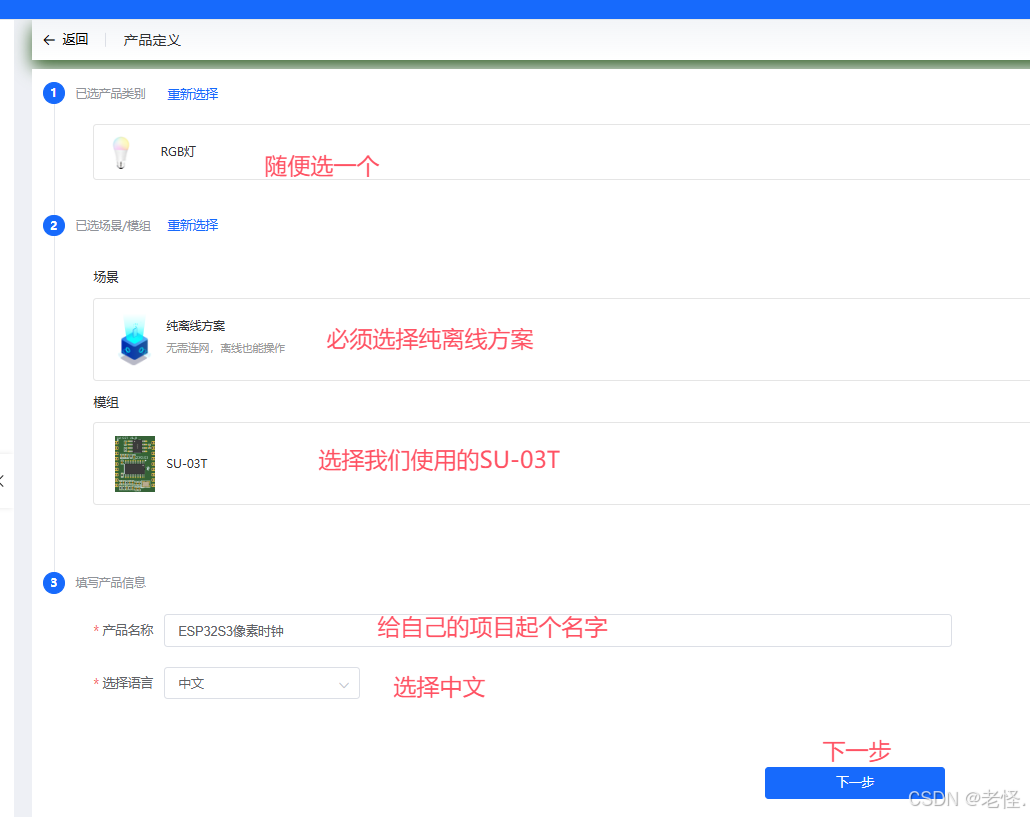 返回 产品定义
1 已选产品类别 重新选择
RGB灯
随便选一个
2 已选场景/模组 重新选择
场景
纯离线方案
无需连网，离线也能操作
必须选择纯离线方案
模组
SU-03T
选择我们使用的SU-03T
3 填写产品信息
* 产品名称 ESP32S3像素时钟 给自己的项目起个名字
* 选择语言 中文 选择中文
下一步
下一步
CSDN @老怪.